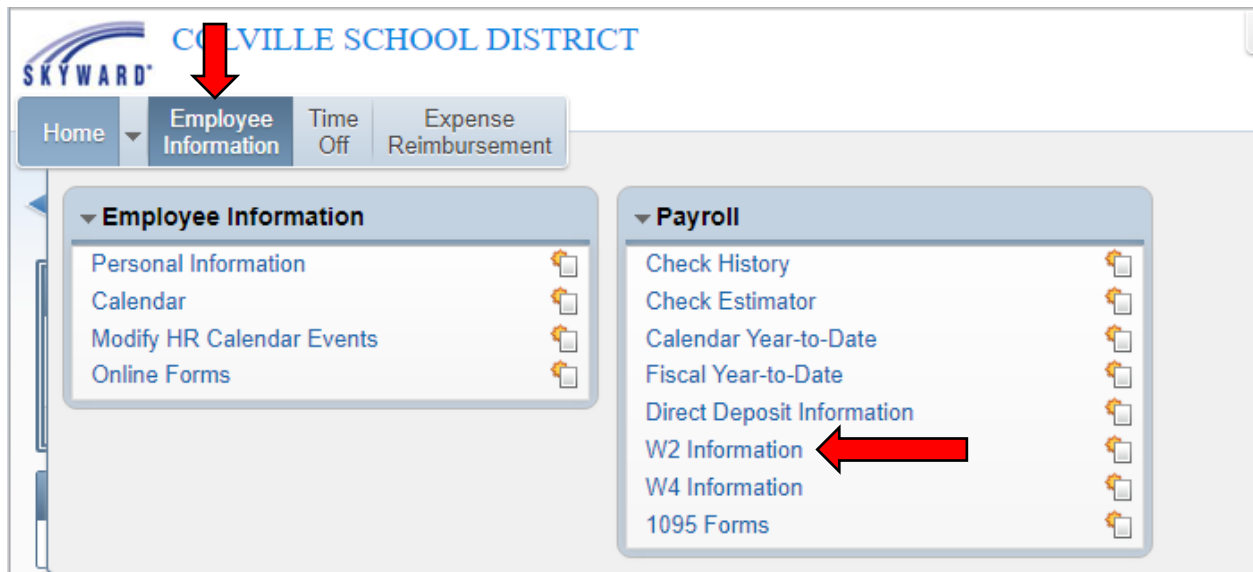 COLVILLE SCHOOL DISTRICT
SKYWARD
Home
Employee Information
Time Off
Expense Reimbursement
Employee Information
Personal Information
Calendar
Modify HR Calendar Events
Online Forms
Payroll
Check History
Check Estimator
Calendar Year-to-Date
Fiscal Year-to-Date
Direct Deposit Information
W2 Information
W4 Information
1095 Forms